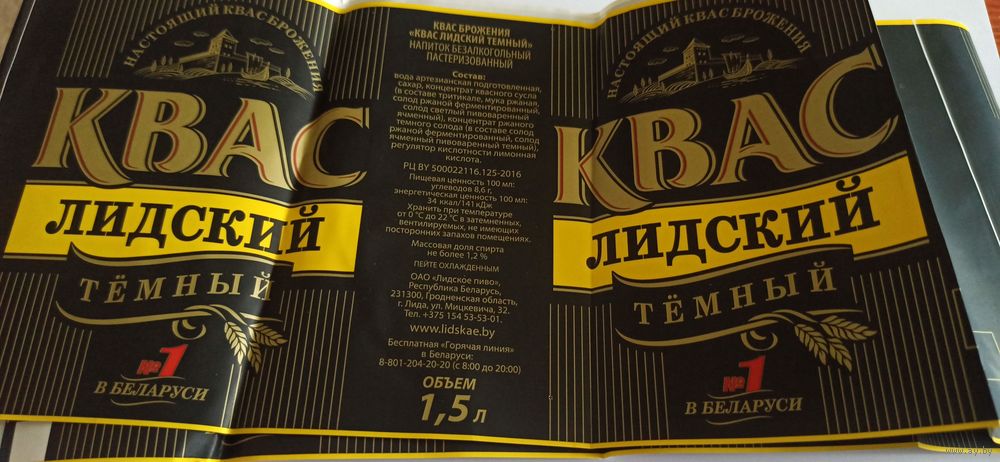 НАСТОЯЩИЙ КВАС БРОЖЕНИЯ
КВАС
ЛИДСКИЙ
ТЁМНЫЙ
№1
В БЕЛАРУСИ
КВАС БРОЖЕНИЯ
«КВАС ЛИДСКИЙ ТЕМНЫЙ»
НАПИТОК БЕЗАЛКОГОЛЬНЫЙ
ПАСТЕРИЗОВАННЫЙ
Состав:
вода артезианская подготовленная,
сахар, концентрат квасного сусла
(в составе тритикале, мука ржаная,
солод ржаной ферментированный,
солод светлый пивоваренный
ячменный), концентрат ржаного
темного солода (в составе солод
ржаной ферментированный, солод
ячменный пивоваренный темный),
регулятор кислотности лимонная
кислота.
РЦ BY 500022116.125-2016
Пищевая ценность 100 мл:
углеводов 8,6 г,
энергетическая ценность 100 мл:
34 ккал/141 кДж
Хранить при температуре
от 0 °С до 22 °С в затемненных,
вентилируемых, не имеющих
посторонних запахов помещениях.
Массовая доля спирта
не более 1,2 %
ПЕЙТЕ ОХЛАЖДЕННЫМ
ОАО «Лидское пиво»,
Республика Беларусь,
231300, Гродненская область,
г. Лида, ул. Мицкевича, 32.
Тел. +375 154 53-53-01.
www.lidskae.by
Бесплатная «Горячая линия»
в Беларуси:
8-801-204-20-20 (с 8:00 до 20:00)
ОБЪЕМ
1,5 л
НАСТОЯЩИЙ КВАС БРОЖЕНИЯ
КВАС
ЛИДСКИЙ
ТЁМНЫЙ
№1
В БЕЛАРУСИ
www.ay.by